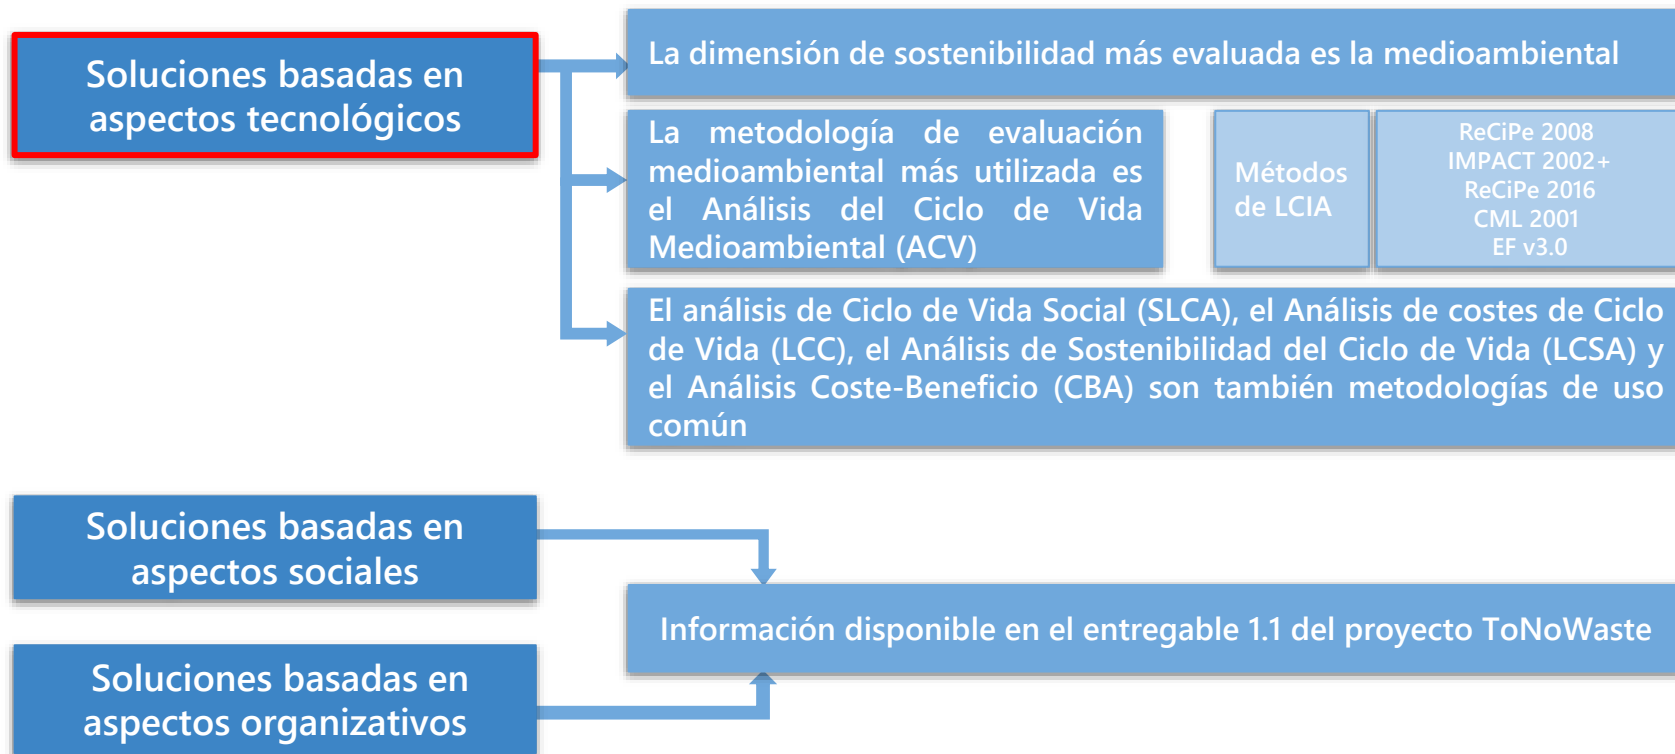 Soluciones basadas en
aspectos tecnológicos
La dimensión de sostenibilidad más evaluada es la medioambiental
La metodología de evaluación
medioambiental más utilizada es
el Análisis del Ciclo de Vida
Medioambiental (ACV)
Métodos
de LCIA
ReCiPe 2008
IMPACT 2002+
ReCiPe 2016
CML 2001
EF v3.0
El análisis de Ciclo de Vida Social (SLCA), el Análisis de costes de Ciclo
de Vida (LCC), el Análisis de Sostenibilidad del Ciclo de Vida (LCSA) y
el Análisis Coste-Beneficio (CBA) son también metodologías de uso
común
Soluciones basadas en
aspectos sociales
Información disponible en el entregable 1.1 del proyecto ToNoWaste
Soluciones basadas en
aspectos organizativos